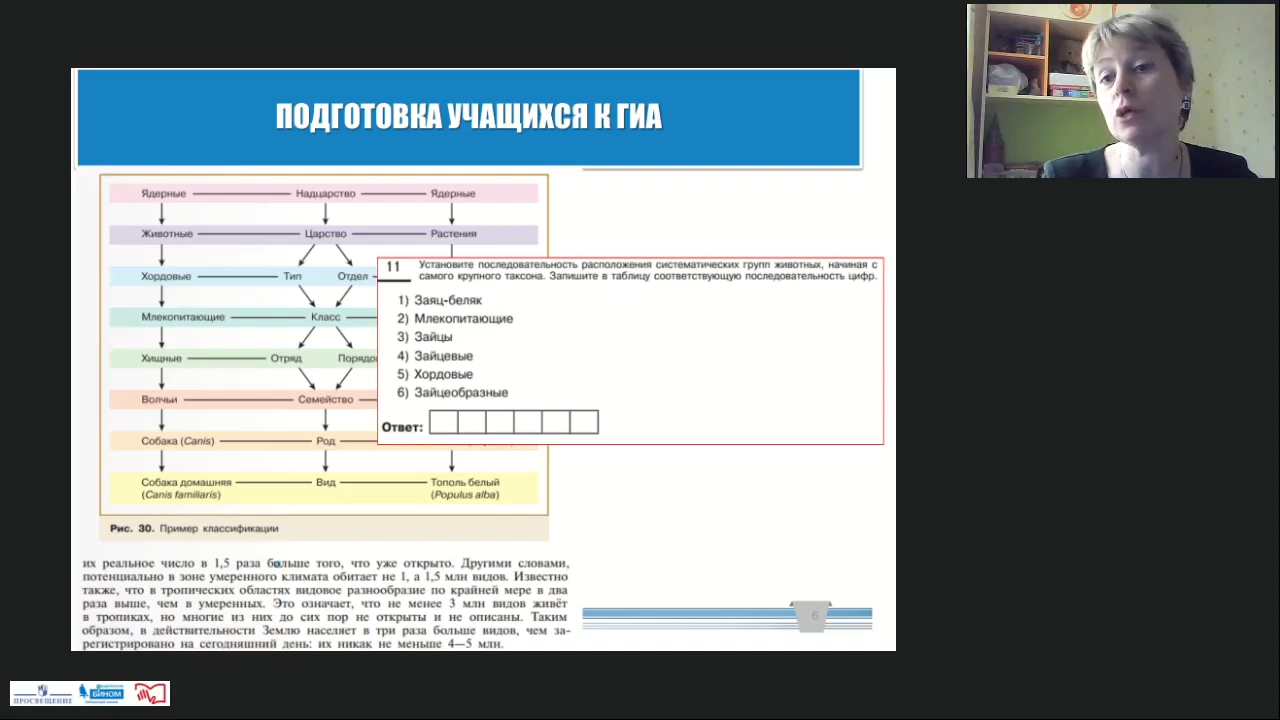 ПОДГОТОВКА УЧАЩИХСЯ К ГИА
Ядерные Надцарство Ядерные
Животные Царство Растения
Хордовые Тип Отдел
Млекопитающие Класс
Хищные Отряд
Волчьи Семейство
Собака (Canis) Род
Собака домашняя Вид Тополь белый
(Canis familiaris) (Populus alba)
Рис. 30. Пример классификации
11 Установите последовательность расположения систематических групп животных, начиная с
самого крупного таксона. Запишите в таблицу соответствующую последовательность цифр.
1) Заяц-беляк
2) Млекопитающие
3) Зайцы
4) Зайцевые
5) Хордовые
6) Зайцеобразные
Ответ:
их реальное число в 1,5 раза больше того, что уже открыто. Другими словами,
потенциально в зоне умеренного климата обитает не 1, а 1,5 млн видов. Известно
также, что в тропических областях видовое разнообразие по крайней мере в два
раза выше, чем в умеренных. Это означает, что не менее 3 млн видов живёт
в тропиках, но многие из них до сих пор не открыты и не описаны. Таким
образом, в действительности Землю населяет в три раза больше видов, чем за-
регистрировано на сегодняшний день: их никак не меньше 4—5 млн.
6
ПРОСВЕЩЕНИЕ
БИНОМ